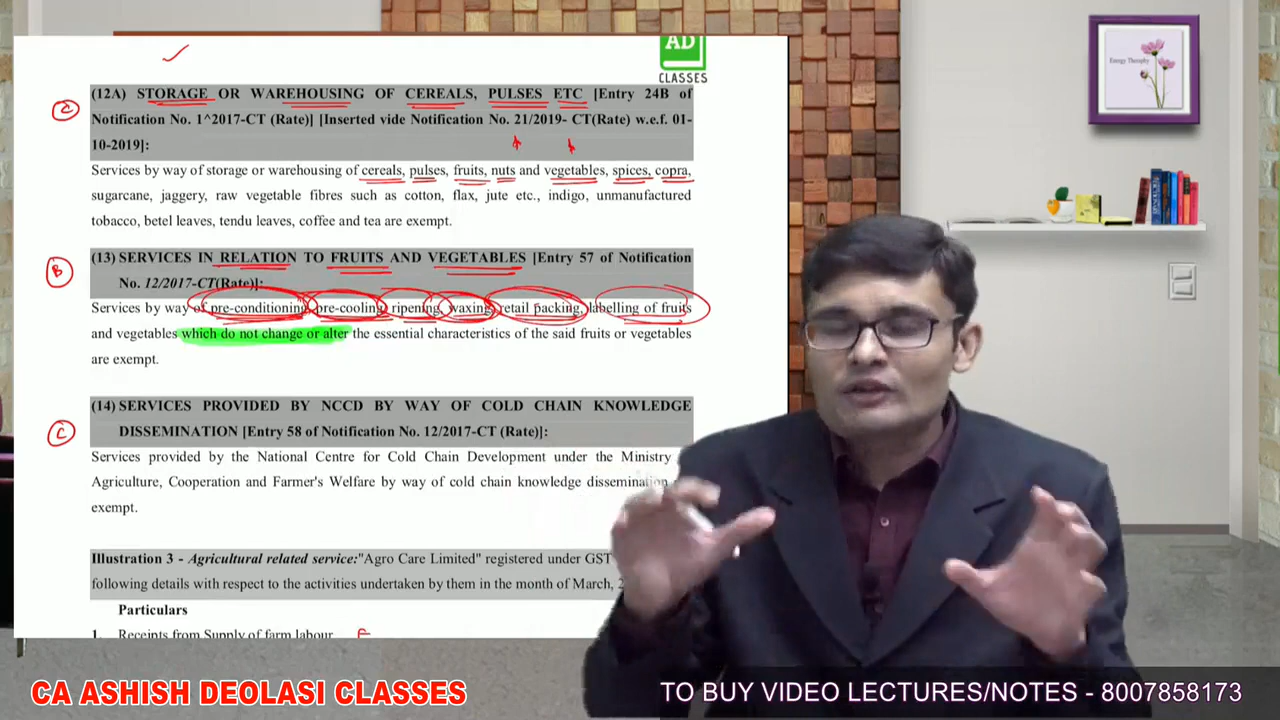 AD
CLASSES
(12A) STORAGE OR WAREHOUSING OF CEREALS, PULSES ETC [Entry 24B of
Notification No. 1^2017-CT (Rate)] [Inserted vide Notification No. 21/2019- CT(Rate) w.e.f. 01-
10-2019]:
Services by way of storage or warehousing of cereals, pulses, fruits, nuts and vegetables, spices, copra,
sugarcane, jaggery, raw vegetable fibres such as cotton, flax, jute etc., indigo, unmanufactured
tobacco, betel leaves, tendu leaves, coffee and tea are exempt.
B
(13) SERVICES IN RELATION TO FRUITS AND VEGETABLES [Entry 57 of Notification
No. 12/2017-CT(Rate)]:
Services by way of pre-conditioning, pre-cooling, ripening, waxing, retail packing, labelling of fruits
and vegetables which do not change or alter the essential characteristics of the said fruits or vegetables
are exempt.
C
(14) SERVICES PROVIDED BY NCCD BY WAY OF COLD CHAIN KNOWLEDGE
DISSEMINATION [Entry 58 of Notification No. 12/2017-CT (Rate)]:
Services provided by the National Centre for Cold Chain Development under the Ministry
Agriculture, Cooperation and Farmer's Welfare by way of cold chain knowledge dissemination
exempt.
Illustration 3 - Agricultural related service:"Agro Care Limited" registered under GST
following details with respect to the activities undertaken by them in the month of March, 2
Particulars
1. Receipts from Supply of farm labour
Energy Theraphy
CA ASHISH DEOLASI CLASSES
TO BUY VIDEO LECTURES/NOTES - 8007858173